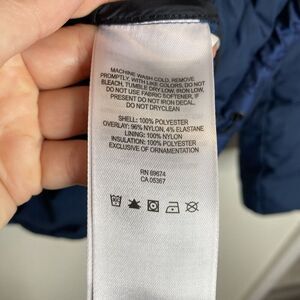 MACHINE WASH COLD, REMOVE
PROMPTLY, WITH LIKE COLORS, DO NOT
BLEACH, TUMBLE DRY LOW, IRON LOW,
DO NOT USE FABRIC SOFTENER, IF
PRESENT DO NOT IRON DECAL,
DO NOT DRYCLEAN
SHELL: 100% POLYESTER
OVERLAY: 96% NYLON, 4% ELASTANE
LINING: 100% NYLON
INSULATION: 100% POLYESTER
EXCLUSIVE OF ORNAMENTATION
RN 69674
CA 05367